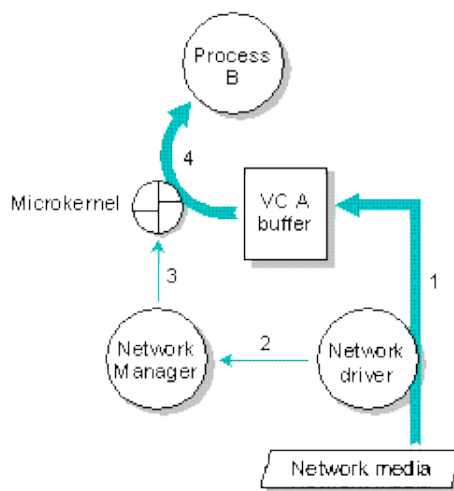 Process
B
4
Microkernel
VC A
buffer
1
3
2
Network
Manager
Network
driver
Network media